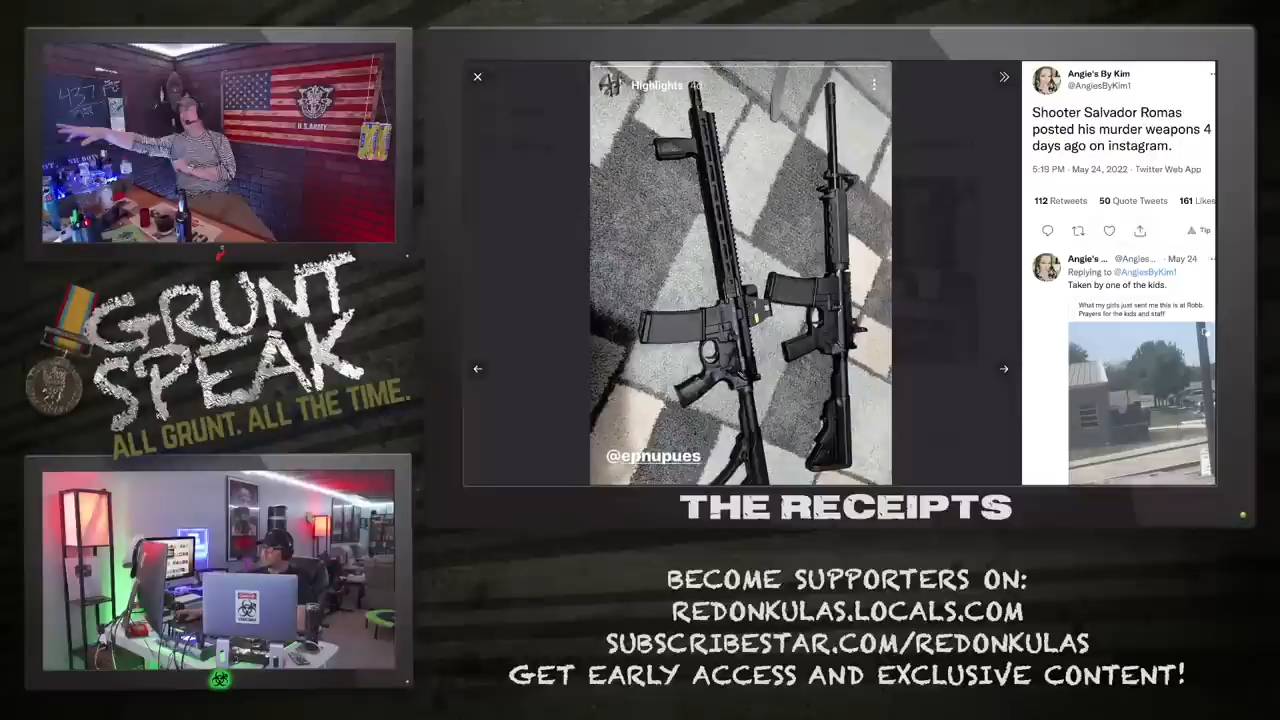 437
U.S. ARMY
GRUNT
SPEAK
ALL GRUNT. ALL THE TIME.
Highlights 4d
@epnupues
Angie's By Kim
@AngiesByKim1
Shooter Salvador Romas
posted his murder weapons 4
days ago on instagram.
5:19 PM · May 24, 2022 · Twitter Web App
112 Retweets 50 Quote Tweets 161 Likes
Tip
Angie's ... @Angies... · May 24
Replying to @AngiesByKim1
Taken by one of the kids.
What my girls just sent me this is at Robb.
Prayers for the kids and staff
THE RECEIPTS
BECOME SUPPORTERS ON:
REDONKULAS.LOCALS.COM
SUBSCRIBESTAR.COM/REDONKULAS
GET EARLY ACCESS AND EXCLUSIVE CONTENT!